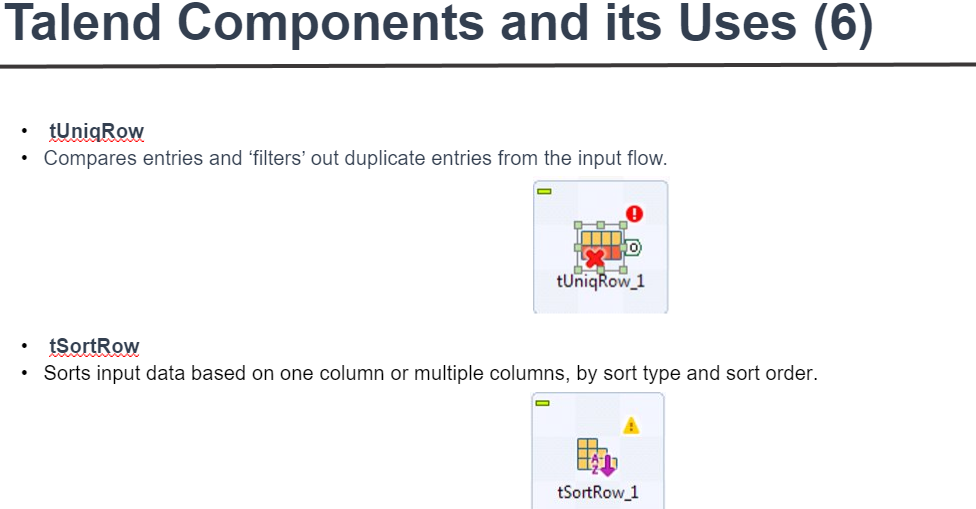 Talend Components and its Uses (6)
• tUniqRow
• Compares entries and ‘filters’ out duplicate entries from the input flow.
tUniqRow_1
• tSortRow
• Sorts input data based on one column or multiple columns, by sort type and sort order.
A
Z
tSortRow_1